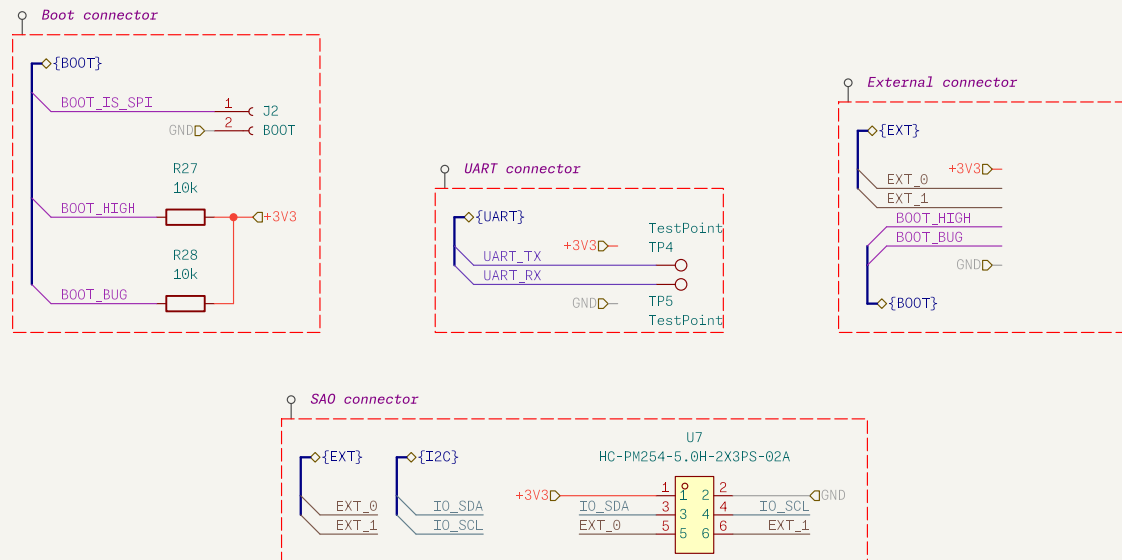 Boot connector
{BOOT}
BOOT_IS_SPI
1
J2
GND
2
BOOT
R27
10k
BOOT_HIGH
+3V3
R28
10k
BOOT_BUG
UART connector
{UART}
TestPoint
+3V3
TP4
UART_TX
UART_RX
GND
TP5
TestPoint
External connector
{EXT}
+3V3
EXT_0
EXT_1
BOOT_HIGH
BOOT_BUG
GND
{BOOT}
SAO connector
U7
{EXT}
{I2C}
HC-PM254-5.0H-2X3PS-02A
+3V3
1
1
2
2
GND
EXT_0
IO_SDA
IO_SDA
3
3
4
4
IO_SCL
EXT_1
IO_SCL
EXT_0
5
5
6
6
EXT_1